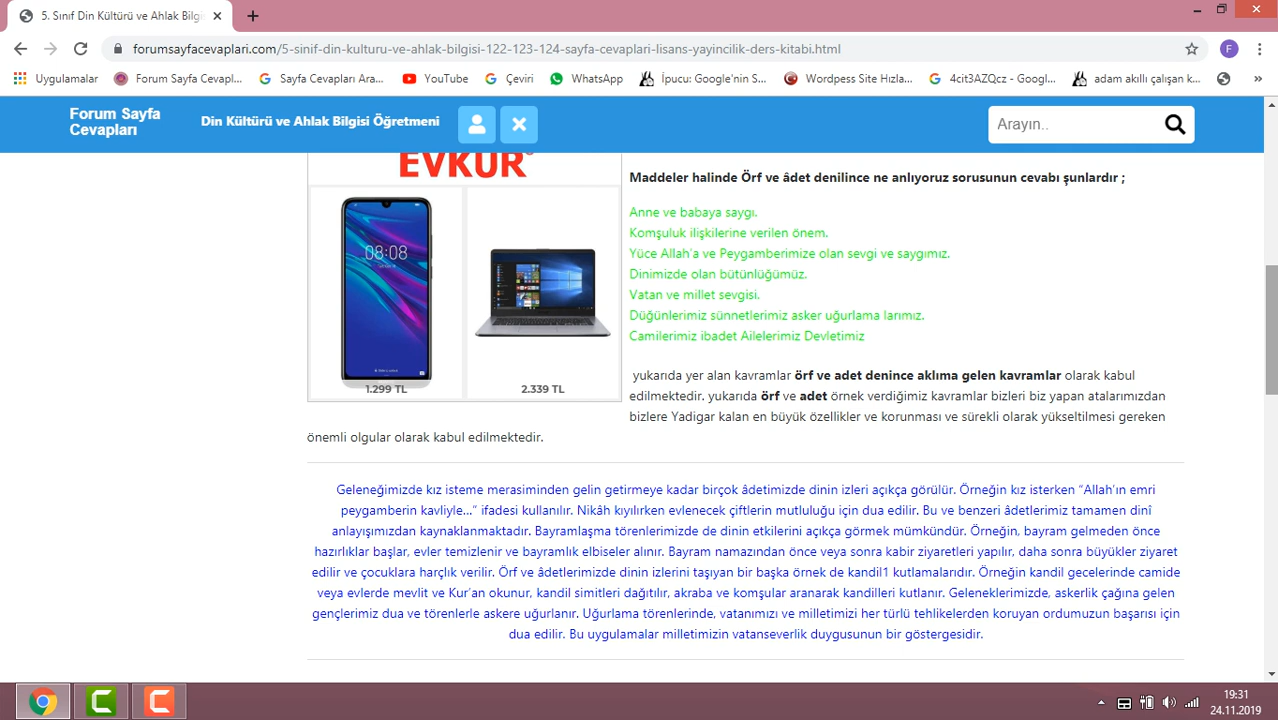 5. Sınıf Din Kültürü ve Ahlak Bilg
forumsayfacevaplari.com/5-sinif-din-kulturu-ve-ahlak-bilgisi-122-123-124-sayfa-cevaplari-lisans-yayincilik-ders-kitabi.html
F
Uygulamalar
Forum Sayfa Cevapl...
Sayfa Cevapları Ara...
YouTube
Çeviri
WhatsApp
İpucu: Google'nin S...
Wordpess Site Hızla...
4cit3AZQcz - Googl...
adam akıllı çalışan k...
»
Forum Sayfa
Cevapları
Din Kültürü ve Ahlak Bilgisi Öğretmeni
Arayın..
EVKUR
08:08
1.299 TL
2.339 TL
Maddeler halinde Örf ve âdet denilince ne anlıyoruz sorusunun cevabı şunlardır ;
Anne ve babaya saygı.
Komşuluk ilişkilerine verilen önem.
Yüce Allah'a ve Peygamberimize olan sevgi ve saygımız.
Dinimizde olan bütünlüğümüz.
Vatan ve millet sevgisi.
Düğünlerimiz sünnetlerimiz asker uğurlama larımız.
Camilerimiz ibadet Ailelerimiz Devletimiz
yukarıda yer alan kavramlar örf ve adet denince aklıma gelen kavramlar olarak kabul
edilmektedir. yukarıda örf ve adet örnek verdiğimiz kavramlar bizleri biz yapan atalarımızdan
bizlere Yadigar kalan en büyük özellikler ve korunması ve sürekli olarak yükseltilmesi gereken
önemli olgular olarak kabul edilmektedir.
Geleneğimizde kız isteme merasiminden gelin getirmeye kadar birçok âdetimizde dinin izleri açıkça görülür. Örneğin kız isterken “Allah'ın emri
peygamberin kavliyle...” ifadesi kullanılır. Nikâh kıyılırken evlenecek çiftlerin mutluluğu için dua edilir. Bu ve benzeri âdetlerimiz tamamen dinî
anlayışımızdan kaynaklanmaktadır. Bayramlaşma törenlerimizde de dinin etkilerini açıkça görmek mümkündür. Örneğin, bayram gelmeden önce
hazırlıklar başlar, evler temizlenir ve bayramlık elbiseler alınır. Bayram namazından önce veya sonra kabir ziyaretleri yapılır, daha sonra büyükler ziyaret
edilir ve çocuklara harçlık verilir. Örf ve âdetlerimizde dinin izlerini taşıyan bir başka örnek de kandil1 kutlamalarıdır. Örneğin kandil gecelerinde camide
veya evlerde mevlit ve Kur'an okunur, kandil simitleri dağıtılır, akraba ve komşular aranarak kandilleri kutlanır. Geleneklerimizde, askerlik çağına gelen
gençlerimiz dua ve törenlerle askere uğurlanır. Uğurlama törenlerinde, vatanımızı ve milletimizi her türlü tehlikelerden koruyan ordumuzun başarısı için
dua edilir. Bu uygulamalar milletimizin vatanseverlik duygusunun bir göstergesidir.
19:31
24.11.2019